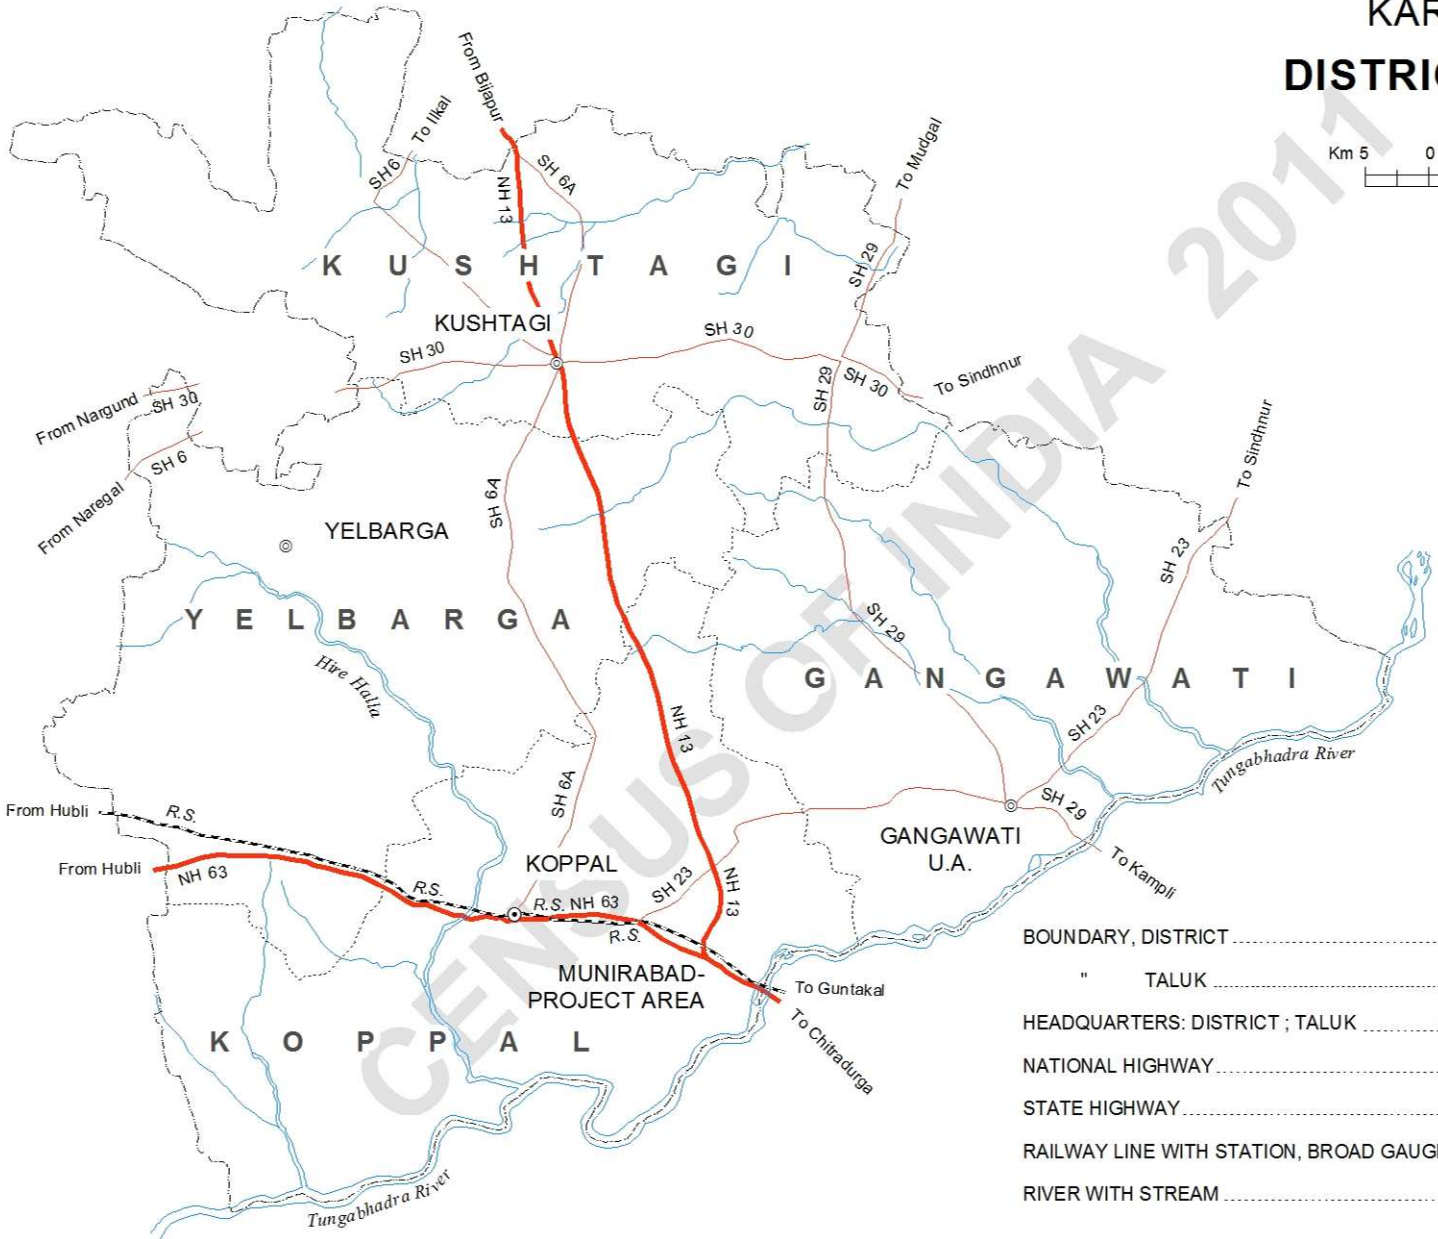 KAR
DISTRIC
Km 5 0
From Bijapur
To Ilkal
SH6
SH 6A
NH 13
To Mudgal
SH 29
K U S H T A G I
KUSHTAGI
SH 30
SH 30
SH 29
SH 30
To Sindhnur
From Nargund
SH 30
SH 6
From Naregal
To Sindhnur
SH 6A
YELBARGA
SH 23
Y E L B A R G A
SH 29
Hire Halla
G A N G A W A T I
NH 13
SH 23
Tungabhadra River
SH 6A
From Hubli
R.S.
SH 29
GANGAWATI
U.A.
To Kampli
From Hubli
NH 63
KOPPAL
R.S.
R.S. NH 63
SH 23
NH 13
R.S.
MUNIRABAD-
PROJECT AREA
To Guntakal
To Chitradurga
K O P P A L
Tungabhadra River
BOUNDARY, DISTRICT
" TALUK
HEADQUARTERS: DISTRICT ; TALUK
NATIONAL HIGHWAY
STATE HIGHWAY
RAILWAY LINE WITH STATION, BROAD GAUG
RIVER WITH STREAM
CENSUS OF INDIA 2011